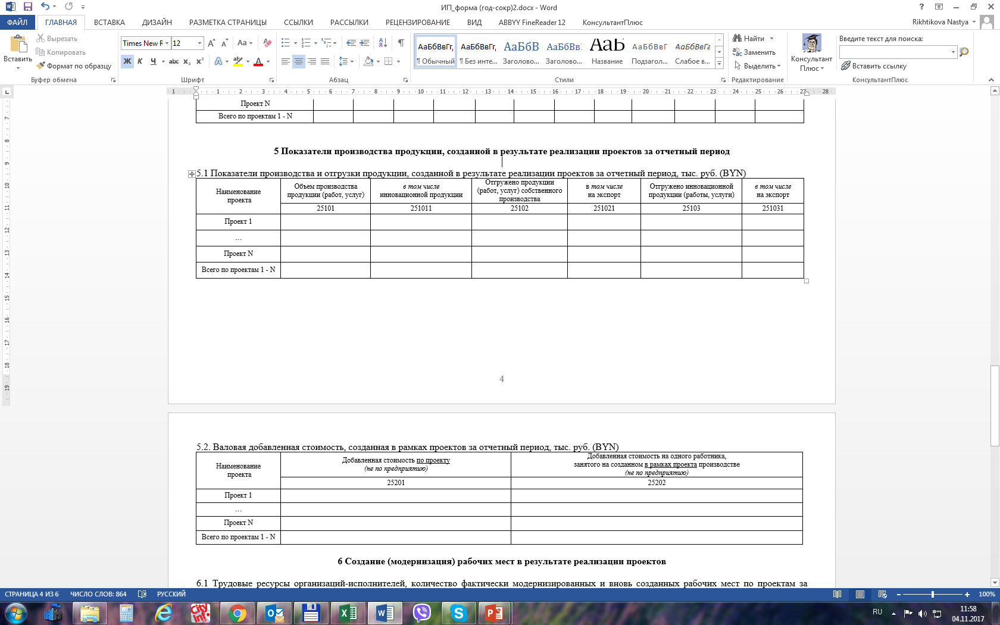 ИП_форма (год-сокр)2.docx - Word
ФАЙЛ ГЛАВНАЯ ВСТАВКА ДИЗАЙН РАЗМЕТКА СТРАНИЦЫ ССЫЛКИ РАССЫЛКИ РЕЦЕНЗИРОВАНИЕ ВИД ABBYY FineReader 12 КонсультантПлюс Rikhtikova Nastya
Вставить
Вырезать
Копировать
Формат по образцу
Буфер обмена
Times New R 12
Ж К Ч abc x₂ x²
Шрифт
Абзац
АаБбВвГг, АаБбВвГг, АаБбВ АаБбВв: АаБ АаБбВвГ АаБбВвГг
¶ Обычный ¶ Без инте... Заголово... Заголово... Название Подзагол... Слабое в...
Стили
Найти
Заменить
Выделить
Редактирование
Консультант Плюс
Введите текст для поиска:
Вставить ссылку
КонсультантПлюс
1 1 2 3 4 5 6 7 8 9 10 11 12 13 14 15 16 17 18 19 20 21 22 23 24 25 26 27 28
7 8 9 10 11 12 13 14 15 16 17 18 19
Проект N
Всего по проектам 1 - N
5 Показатели производства продукции, созданной в результате реализации проектов за отчетный период
5.1 Показатели производства и отгрузки продукции, созданной в результате реализации проектов за отчетный период, тыс. руб. (BYN)
Наименование проекта
Объем производства продукции (работ, услуг)
в том числе инновационной продукции
Отгружено продукции (работ, услуг) собственного производства
в том числе на экспорт
Отгружено инновационной продукции (работы, услуги)
в том числе на экспорт
25101 251011 25102 251021 25103 251031
Проект 1
…
Проект N
Всего по проектам 1 - N
4
5.2. Валовая добавленная стоимость, созданная в рамках проектов за отчетный период, тыс. руб. (BYN)
Наименование проекта
Добавленная стоимость по проекту
(не по предприятию)
Добавленная стоимость на одного работника,
занятого на созданном в рамках проекта производстве
(не по предприятию)
25201 25202
Проект 1
…
Проект N
Всего по проектам 1 - N
6 Создание (модернизация) рабочих мест в результате реализации проектов
6.1 Трудовые ресурсы организаций-исполнителей, количество фактически модернизированных и вновь созданных рабочих мест по проектам за
СТРАНИЦА 4 ИЗ 6 ЧИСЛО СЛОВ: 864 РУССКИЙ 100%
city inf
RU
11:58
04.11.2017